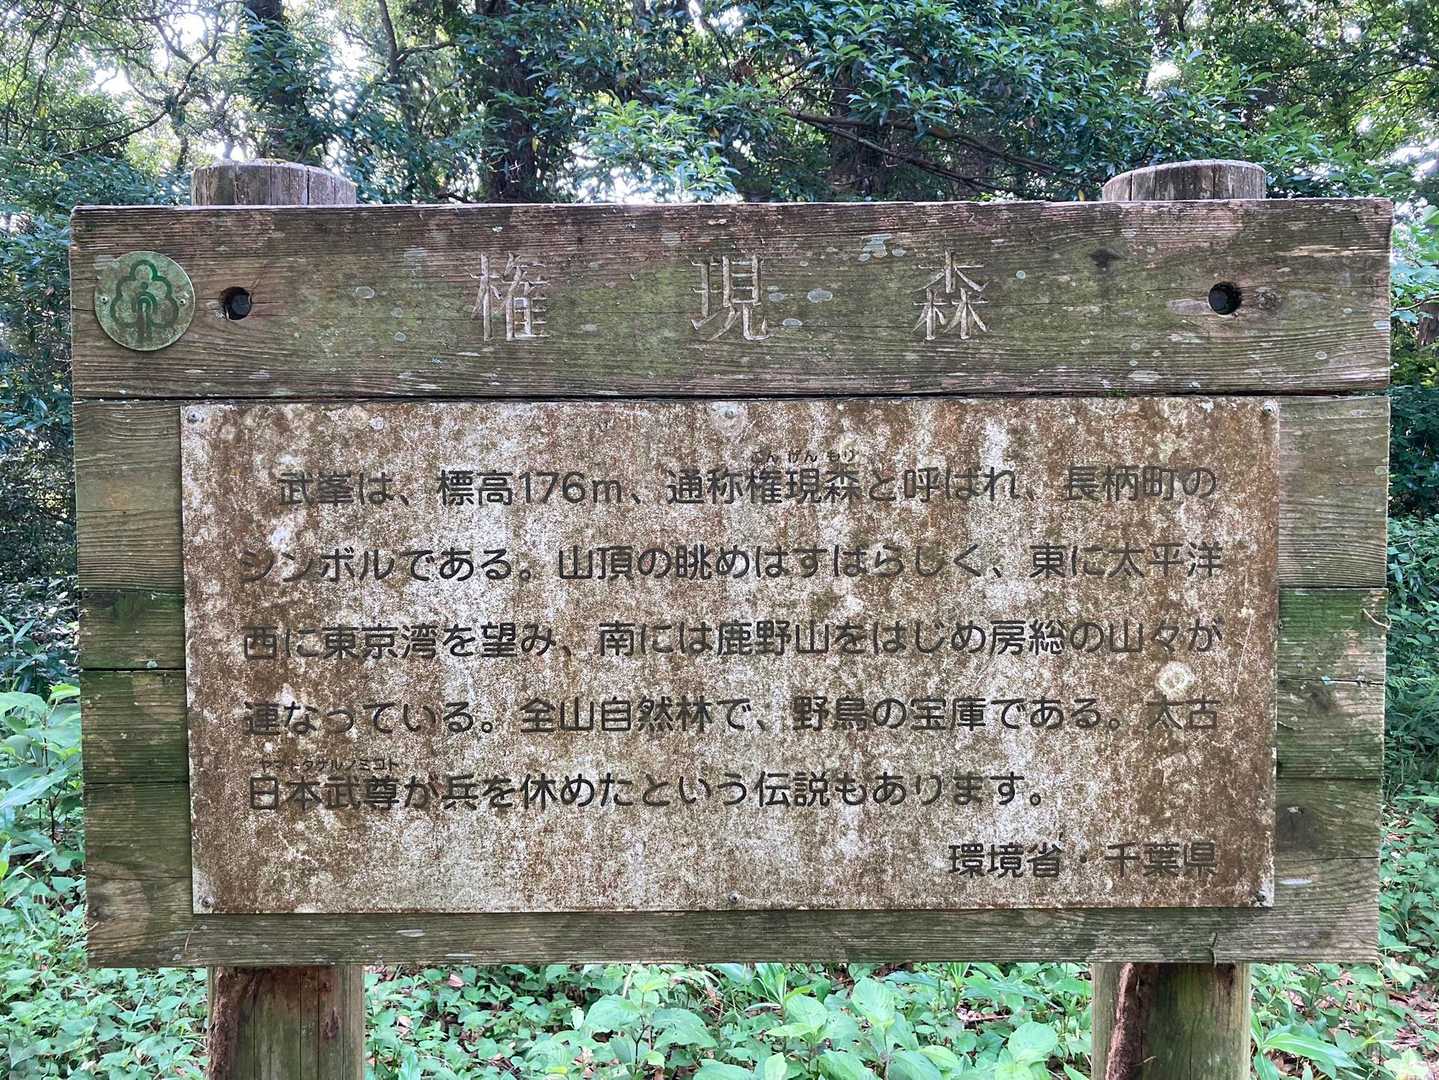 権現森
ごんげんもり
武峯は、標高176m、通称権現森と呼ばれ、長柄町の
シンボルである。山頂の眺めはすばらしく、東に太平洋
西に東京湾を望み、南には鹿野山をはじめ房総の山々が
連なっている。全山自然林で、野鳥の宝庫である。太古
ヤマトタケルノミコト
日本武尊が兵を休めたという伝説もあります。
環境省・千葉県